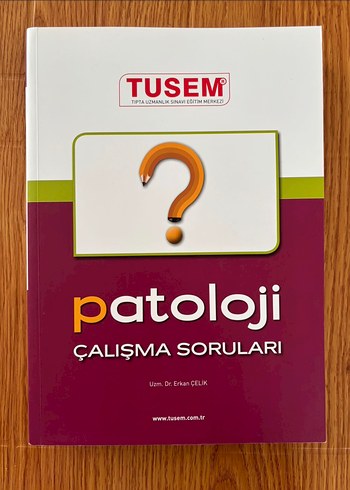 TUSEM®
TIPTA UZMANLIK SINAVI EĞİTİM MERKEZİ
patoloji
ÇALIŞMA SORULARI
Uzm. Dr. Erkan ÇELİK
www.tusem.com.tr